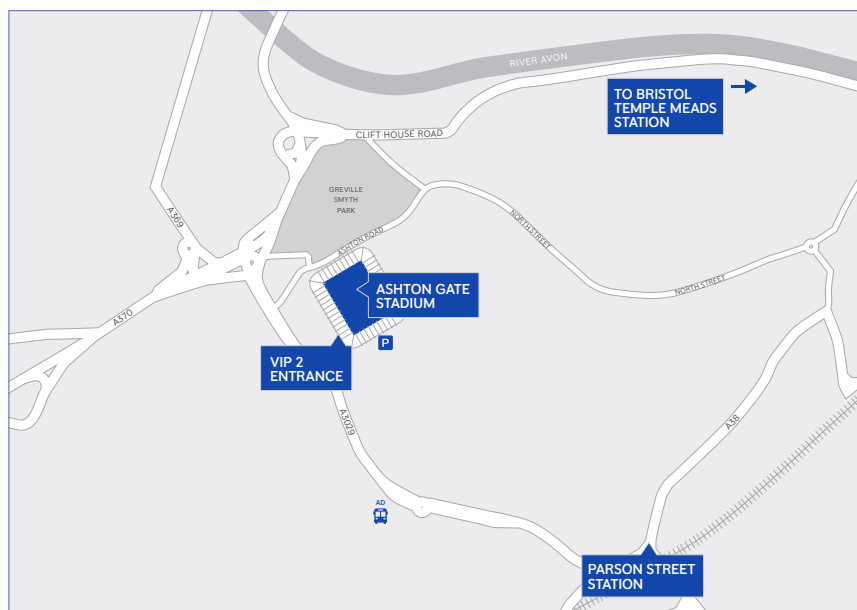 RIVER AVON
TO BRISTOL
TEMPLE MEADS
STATION
CLIFT HOUSE ROAD
GREVILLE
SMYTH
PARK
A369
NORTH STREET
ASHTON ROAD
NORTH STREET
ASHTON GATE
STADIUM
A370
P
VIP 2
ENTRANCE
A3029
A38
AD
PARSON STREET
STATION